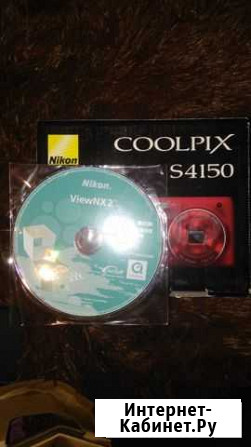 Nikon
COOLPIX
S4150
Nikon
ViewNX 2
Интернет-
Кабинет.Ру